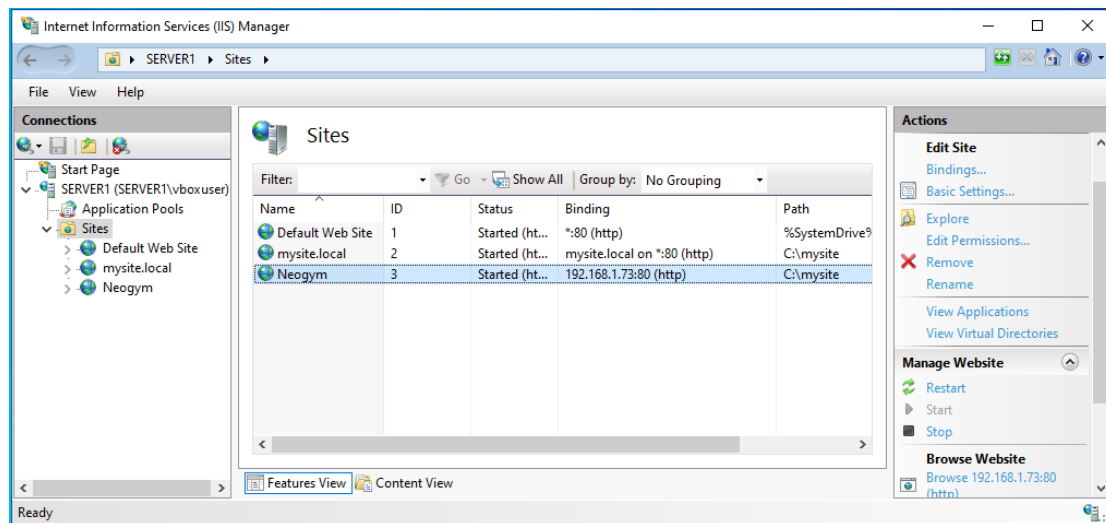 Internet Information Services (IIS) Manager
SERVER1 Sites
File View Help
Connections
Start Page
SERVER1 (SERVER1\vboxuser)
Application Pools
Sites
Default Web Site
mysite.local
Neogym
Sites
Filter: Go Show All Group by: No Grouping
Name ID Status Binding Path
Default Web Site 1 Started (ht... *:80 (http) %SystemDrive%
mysite.local 2 Started (ht... mysite.local on *:80 (http) C:\mysite
Neogym 3 Started (ht... 192.168.1.73:80 (http) C:\mysite
Features View Content View
Actions
Edit Site
Bindings...
Basic Settings...
Explore
Edit Permissions...
Remove
Rename
View Applications
View Virtual Directories
Manage Website
Restart
Start
Stop
Browse Website
Browse 192.168.1.73:80
(http)
Ready